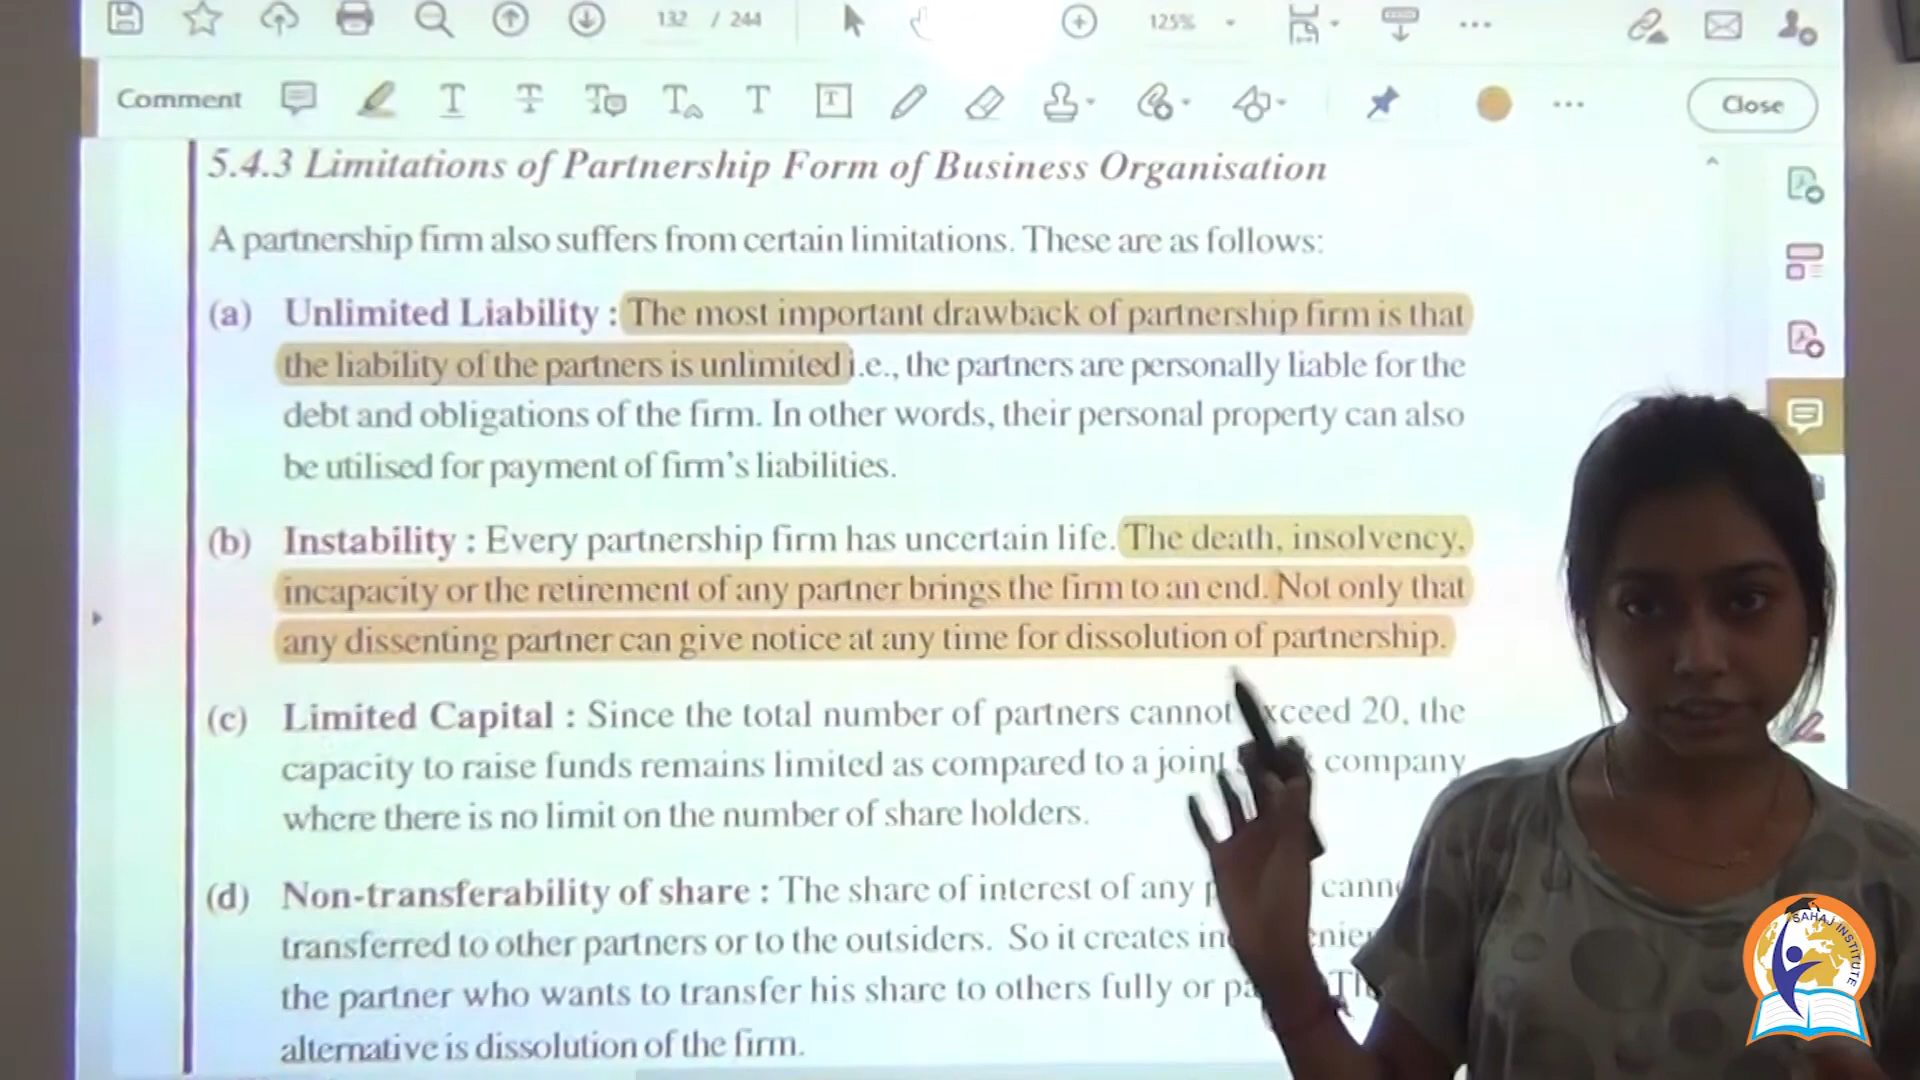 132 / 244
125%
Comment
Close
5.4.3 Limitations of Partnership Form of Business Organisation
A partnership firm also suffers from certain limitations. These are as follows:
(a) Unlimited Liability : The most important drawback of partnership firm is that
the liability of the partners is unlimited i.e., the partners are personally liable for the
debt and obligations of the firm. In other words, their personal property can also
be utilised for payment of firm's liabilities.
(b) Instability : Every partnership firm has uncertain life. The death, insolvency,
incapacity or the retirement of any partner brings the firm to an end. Not only that
any dissenting partner can give notice at any time for dissolution of partnership.
(c) Limited Capital : Since the total number of partners cannot xceed 20, the
capacity to raise funds remains limited as compared to a joint company
where there is no limit on the number of share holders.
(d) Non-transferability of share : The share of interest of any
transferred to other partners or to the outsiders. So it creates
the partner who wants to transfer his share to others fully or
alternative is dissolution of the firm.
SAHAJ INSTITUTE